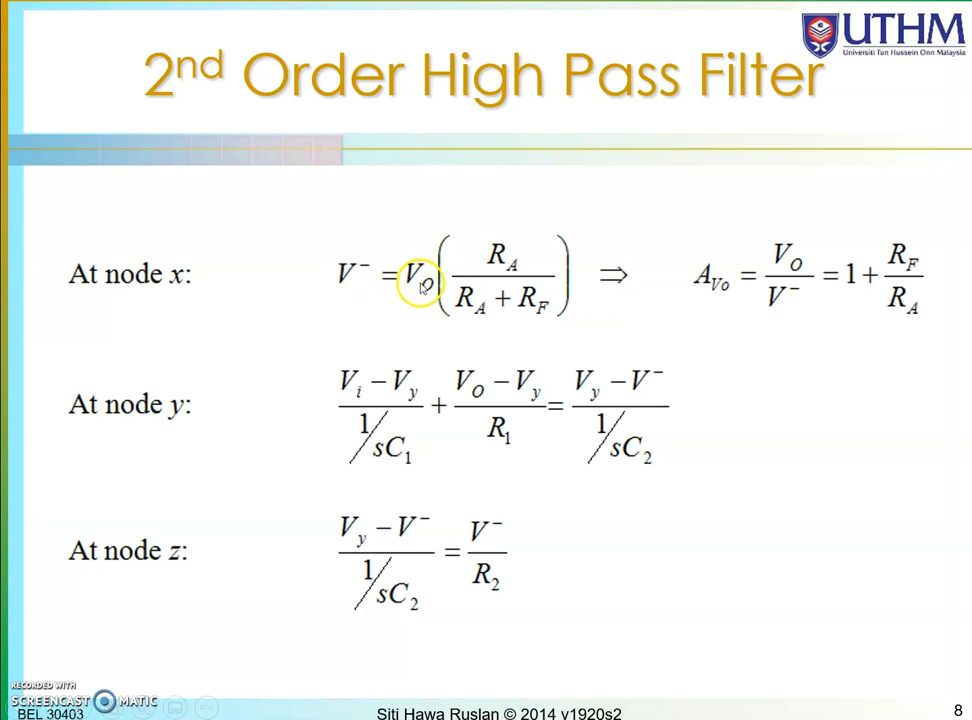 UTHM
Universiti Tun Hussein Onn Malaysia
2nd Order High Pass Filter
At node x: V⁻ = V_O (R_A / (R_A + R_F)) ⇒ A_Vo = V_O / V⁻ = 1 + R_F / R_A
At node y: (V_i − V_y) / (1/sC_1) + (V_O − V_y) / R_1 = (V_y − V⁻) / (1/sC_2)
At node z: (V_y − V⁻) / (1/sC_2) = V⁻ / R_2
RECORDED WITH
SCREENCAST MATIC
BEL 30403
Siti Hawa Ruslan © 2014 v1920s2
8